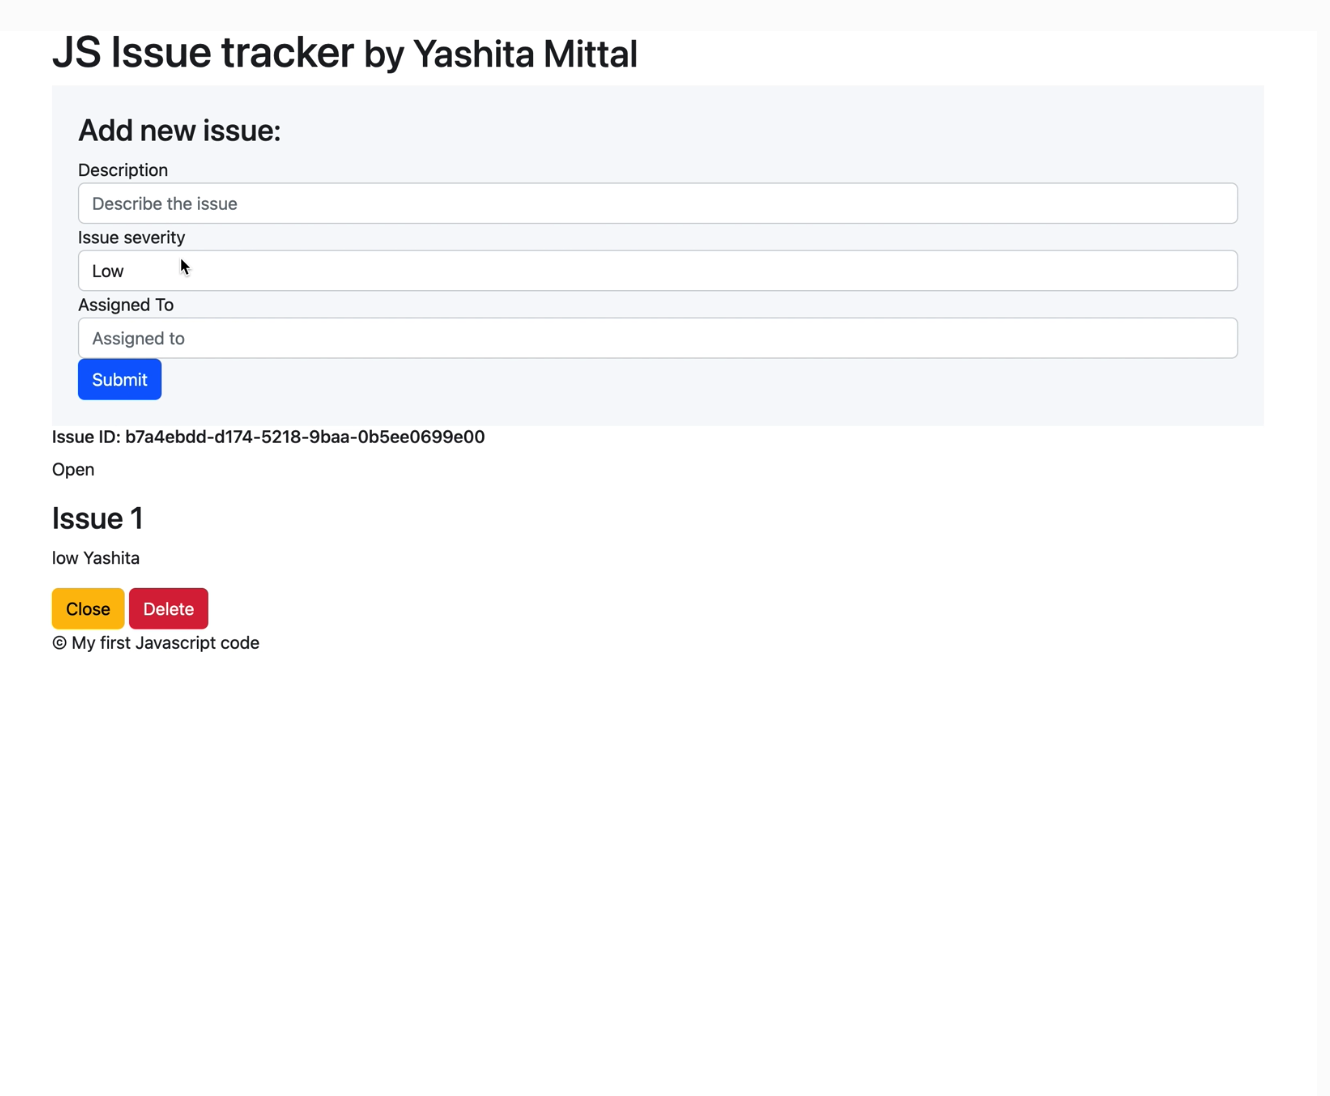 JS Issue tracker by Yashita Mittal
Add new issue:
Description
Describe the issue
Issue severity
Low
Assigned To
Assigned to
Submit
Issue ID: b7a4ebdd-d174-5218-9baa-0b5ee0699e00
Open
Issue 1
low Yashita
Close Delete
© My first Javascript code